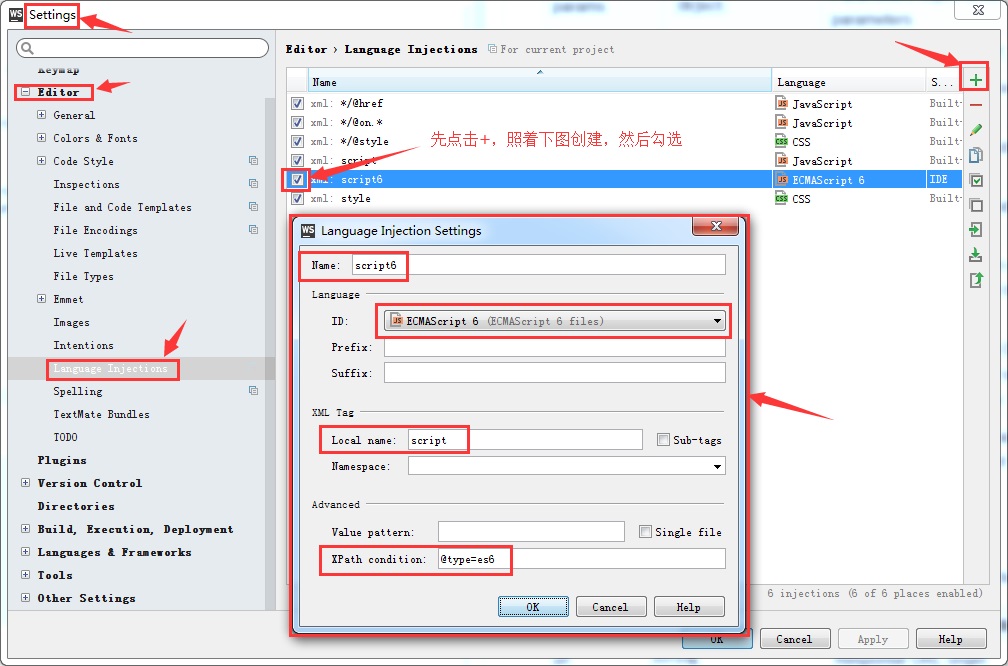 WS Settings
Editor › Language Injections For current project
Keymap
Editor
General
Colors & Fonts
Code Style
Inspections
File and Code Templates
File Encodings
Live Templates
File Types
Emmet
Images
Intentions
Language Injections
Spelling
TextMate Bundles
TODO
Plugins
Version Control
Directories
Build, Execution, Deployment
Languages & Frameworks
Tools
Other Settings
Name Language S...
xml: */@href JS JavaScript Built-
xml: */@on.* JS JavaScript Built-
xml: */@style CSS CSS Built-
xml: script JS JavaScript Built-
xml: script6 JS ECMAScript 6 IDE
xml: style CSS CSS Built-
先点击+，照着下图创建，然后勾选
WS Language Injection Settings
Name: script6
Language
ID: JS ECMAScript 6 (ECMAScript 6 files)
Prefix:
Suffix:
XML Tag
Local name: script Sub-tags
Namespace:
Advanced
Value pattern: Single file
XPath condition: @type=es6
OK Cancel Help
6 injections (6 of 6 places enabled)
OK Cancel Apply Help